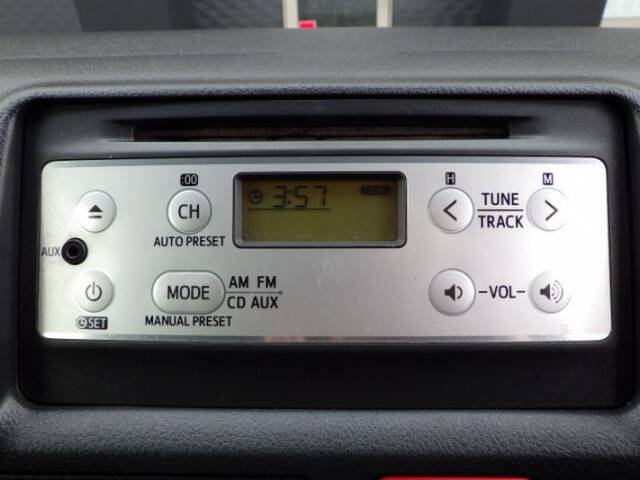 :00
CH
AUTO PRESET
3:57
H
M
TUNE
TRACK
AUX
SET
MODE
AM FM
CD AUX
MANUAL PRESET
-VOL-